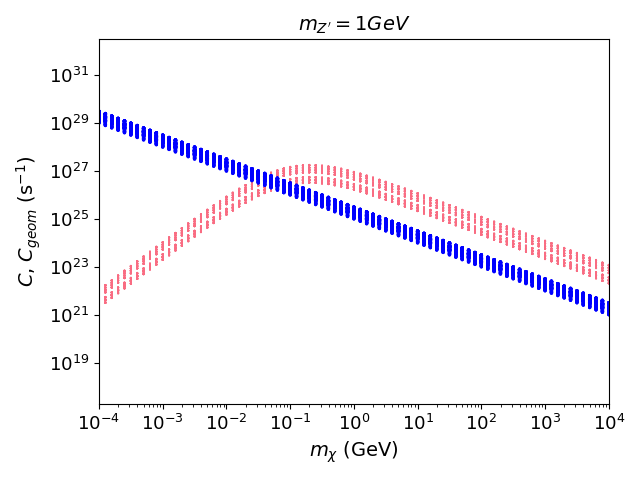 m_{Z'} = 1GeV
C, C_{geom} (s^{-1})
10^{31}
10^{29}
10^{27}
10^{25}
10^{23}
10^{21}
10^{19}
10^{-4} 10^{-3} 10^{-2} 10^{-1} 10^{0} 10^{1} 10^{2} 10^{3} 10^{4}
m_χ (GeV)